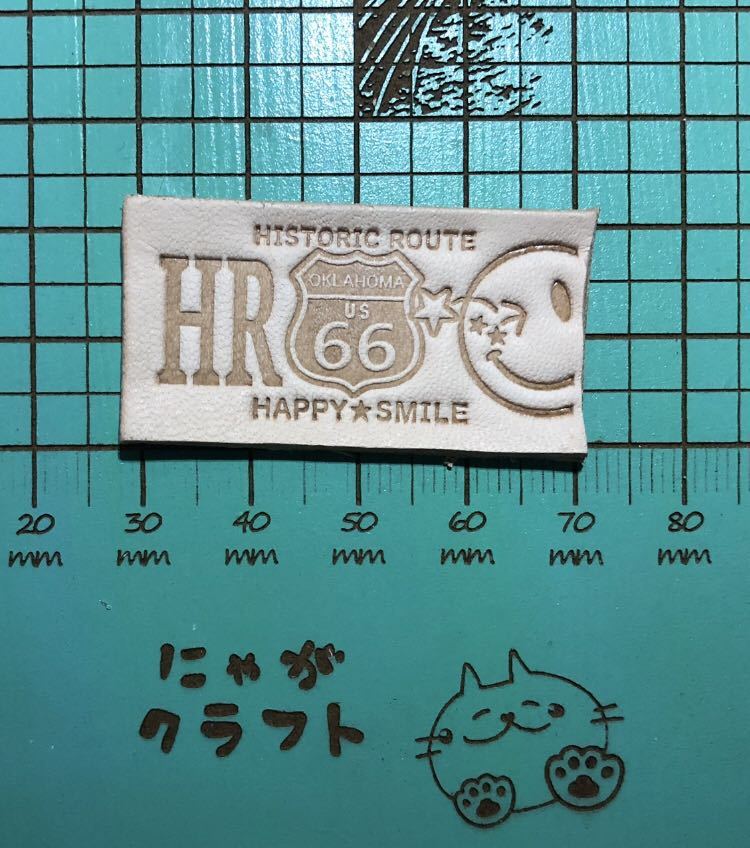 HISTORIC ROUTE
HR
OKLAHOMA
US
66
HAPPY★SMILE
20 30 40 50 60 70 80
mm mm mm mm mm mm mm
にゃが
クラフト